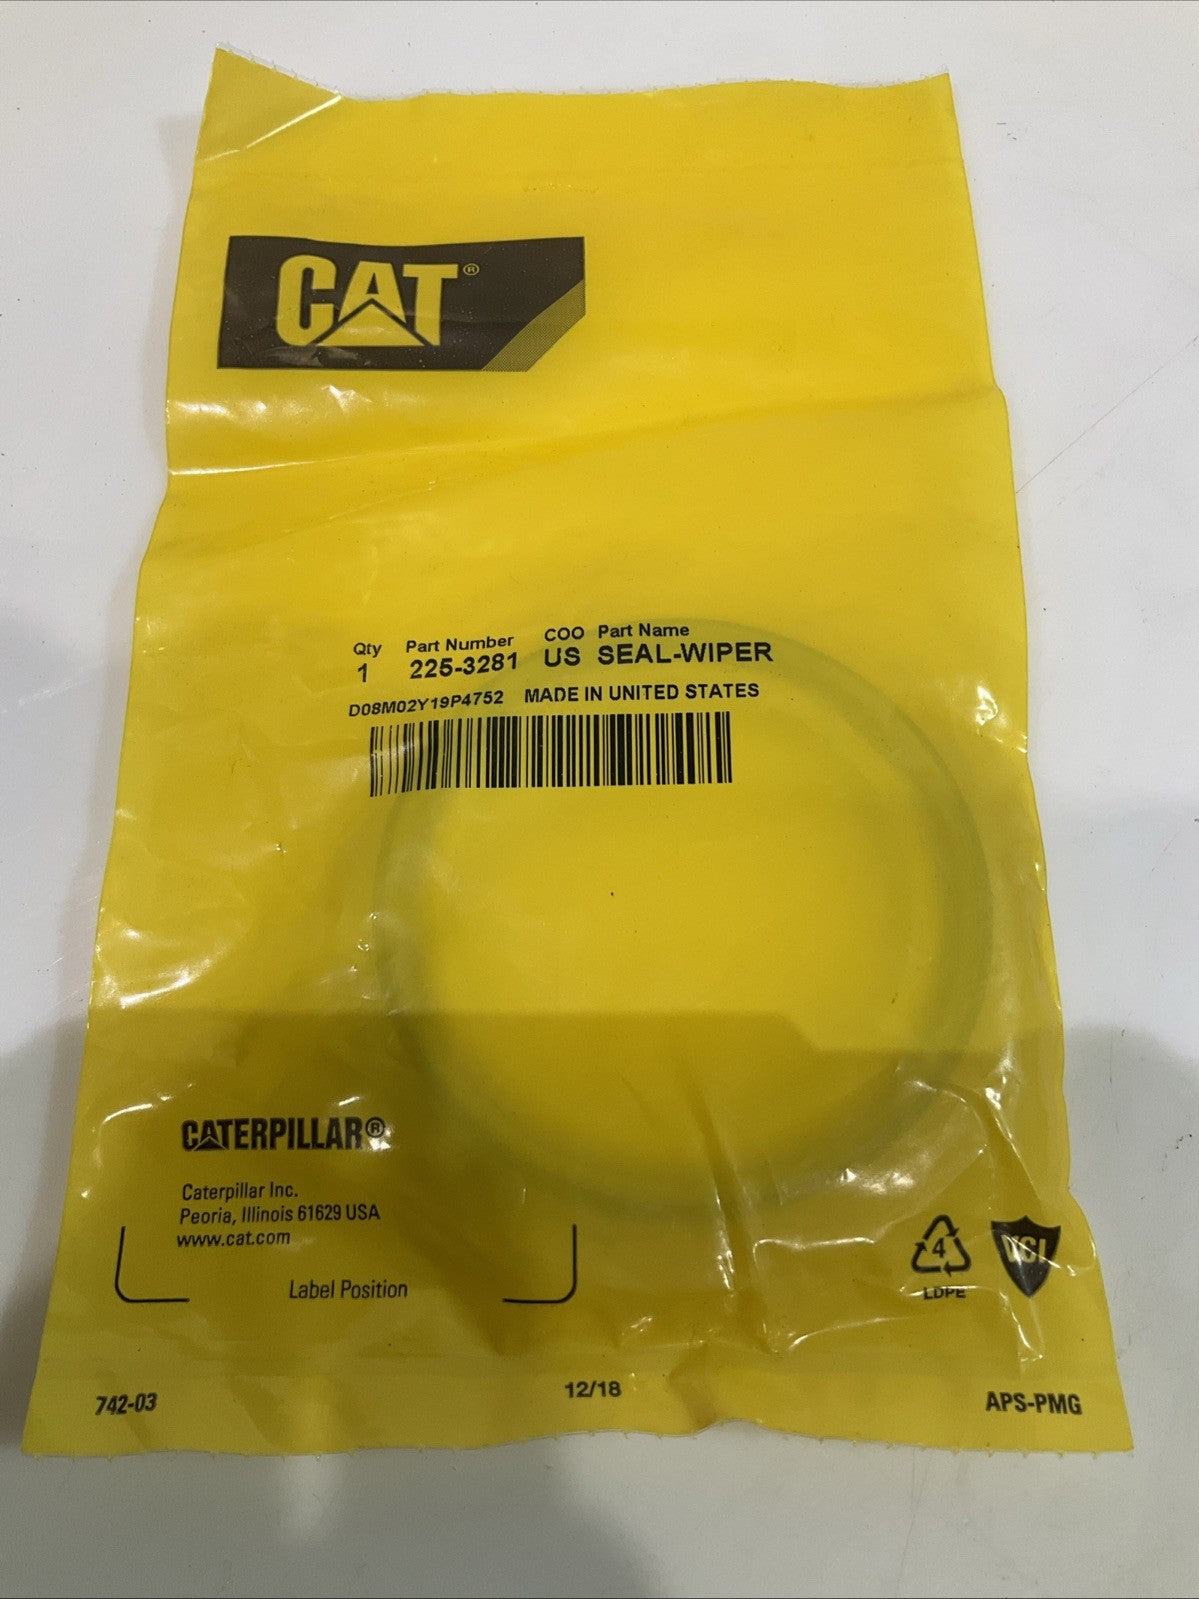 CAT®
Qty Part Number COO Part Name
1 225-3281 US SEAL-WIPER
D08M02Y19P4752 MADE IN UNITED STATES
CATERPILLAR®
Caterpillar Inc.
Peoria, Illinois 61629 USA
www.cat.com
Label Position
4
LDPE
VCI
742-03 12/18 APS-PMG